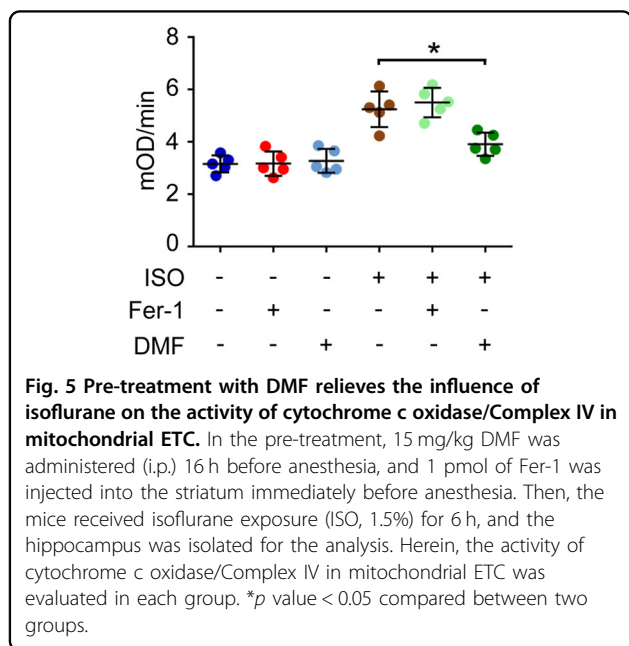 *
8
6
4
2
0
mOD/min
ISO - - - + + +
Fer-1 - + - - + -
DMF - - + - - +
Fig. 5 Pre-treatment with DMF relieves the influence of
isoflurane on the activity of cytochrome c oxidase/Complex IV in
mitochondrial ETC. In the pre-treatment, 15 mg/kg DMF was
administered (i.p.) 16 h before anesthesia, and 1 pmol of Fer-1 was
injected into the striatum immediately before anesthesia. Then, the
mice received isoflurane exposure (ISO, 1.5%) for 6 h, and the
hippocampus was isolated for the analysis. Herein, the activity of
cytochrome c oxidase/Complex IV in mitochondrial ETC was
evaluated in each group. *p value < 0.05 compared between two
groups.